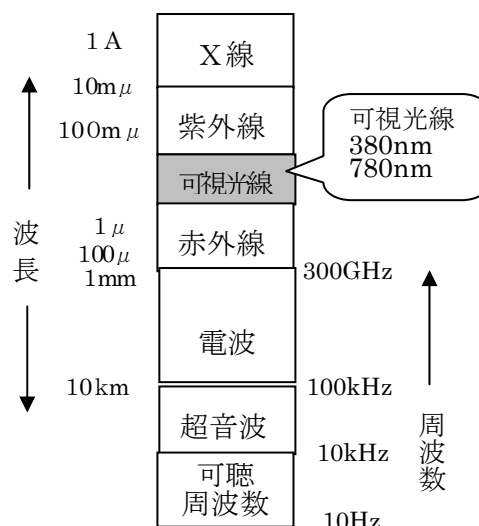 1A
X線
10mμ
100mμ
紫外線
可視光線
380nm
780nm
可視光線
1μ
100μ
1mm
赤外線
300GHz
波長
電波
10km
100kHz
超音波
周波数
10kHz
可聴
周波数
10Hz